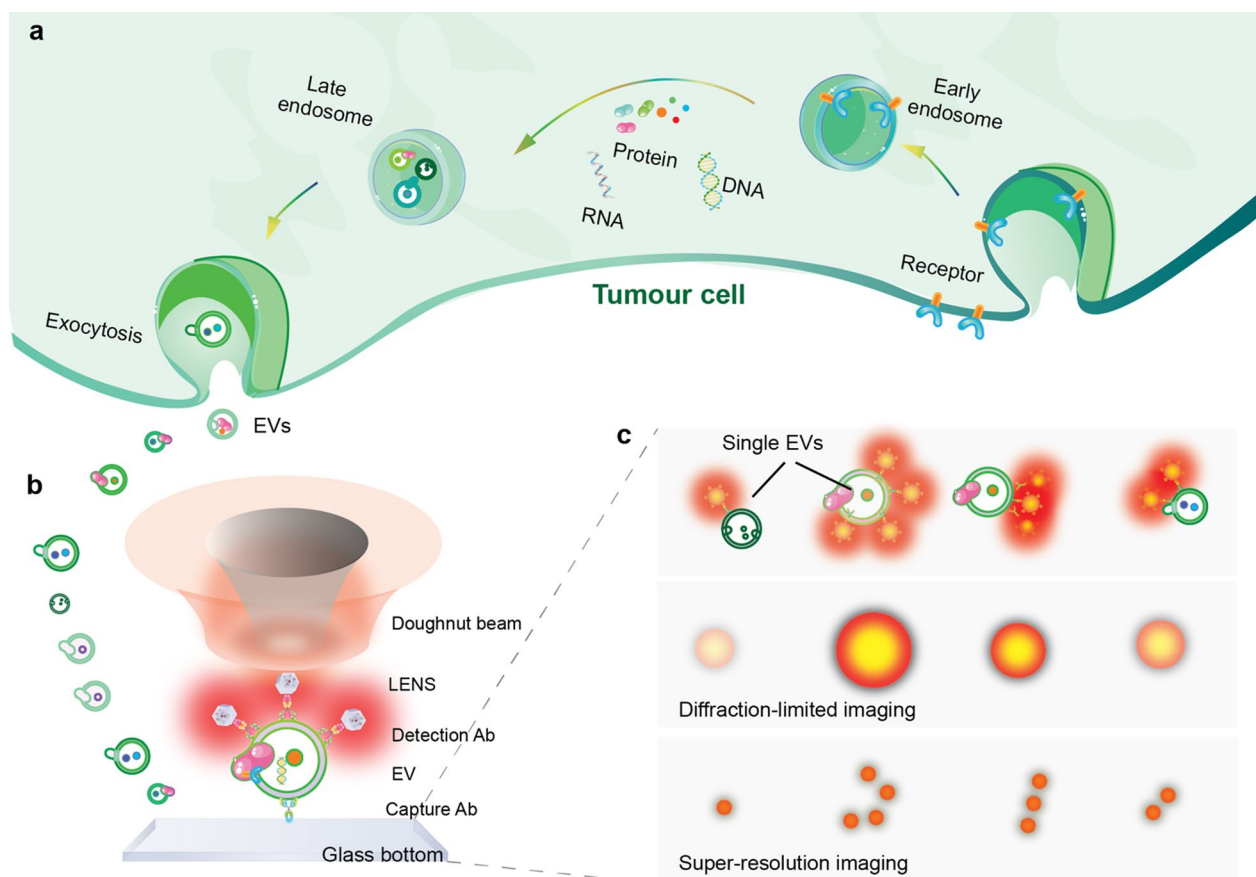 a
Late
endosome
Early
endosome
Protein
DNA
RNA
Receptor
Tumour cell
Exocytosis
EVs
b
Doughnut beam
LENS
Detection Ab
EV
Capture Ab
Glass bottom
c
Single EVs
Diffraction-limited imaging
Super-resolution imaging